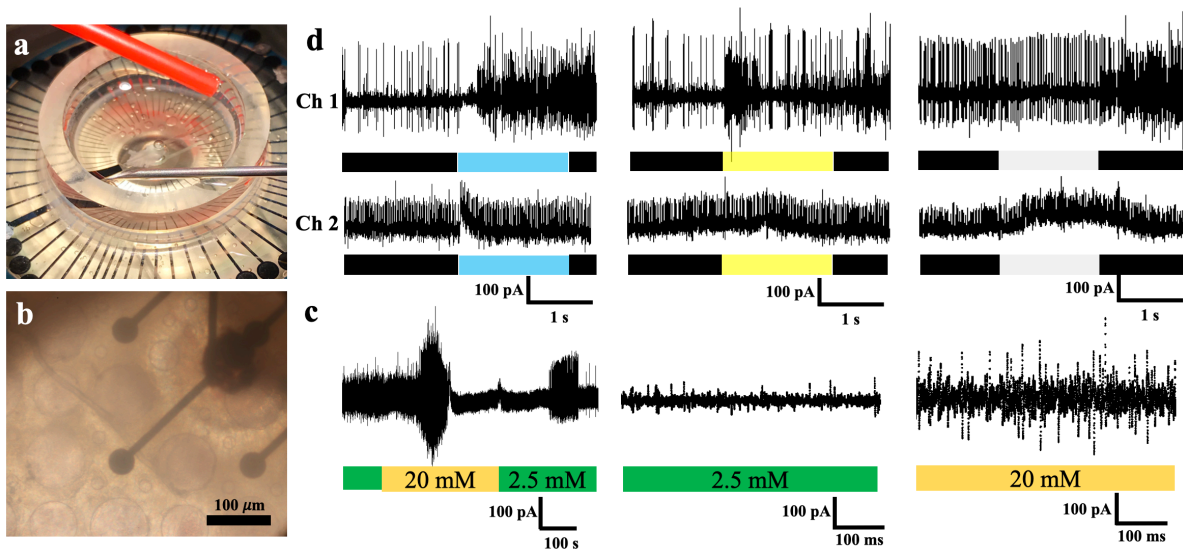 a
d
Ch 1
Ch 2
100 pA
1 s
100 pA
1 s
100 pA
1 s
b
100 μm
c
20 mM
2.5 mM
100 pA
100 s
2.5 mM
100 pA
100 ms
20 mM
100 pA
100 ms